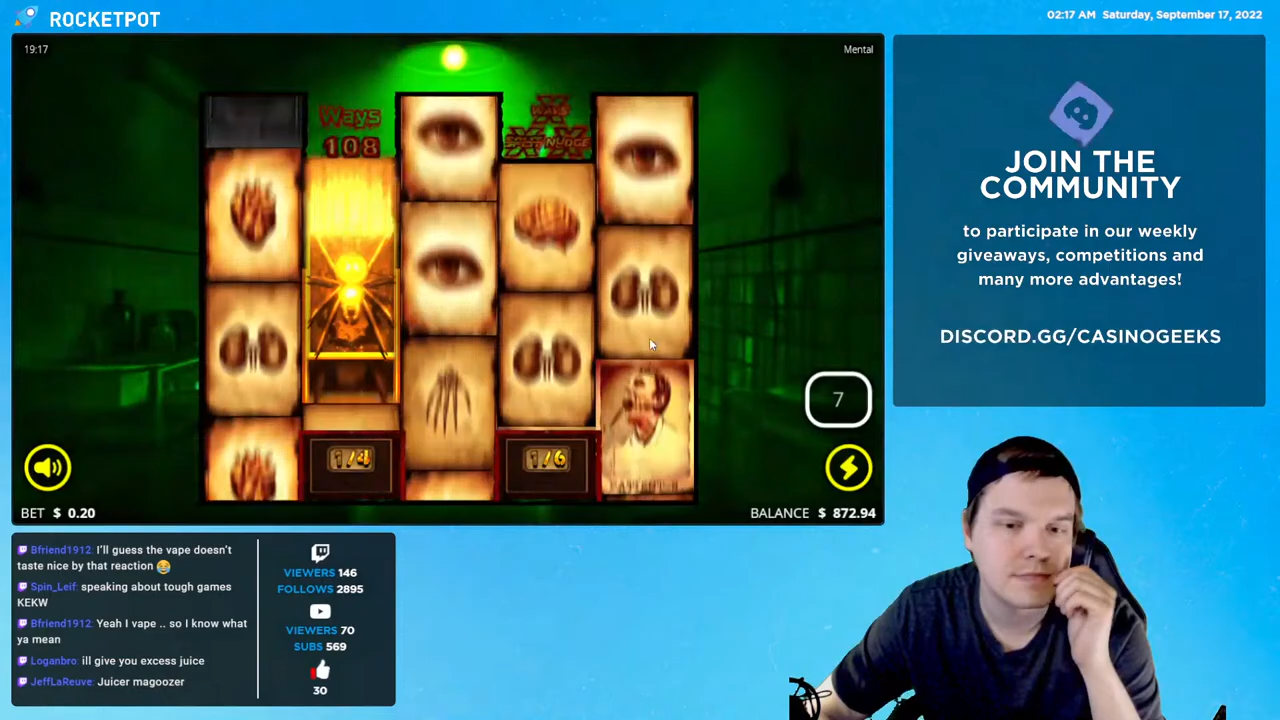 ROCKETPOT
02:17 AM Saturday, September 17, 2022
19:17
Mental
Ways
108
WAYS
SPLIT NUDGE
1/4
1/6
7
BET $ 0.20
BALANCE $ 872.94
JOIN THE
COMMUNITY
to participate in our weekly
giveaways, competitions and
many more advantages!
DISCORD.GG/CASINOGEEKS
Bfriend1912: I'll guess the vape doesn't
taste nice by that reaction 😂
Spin_Leif: speaking about tough games
KEKW
Bfriend1912: Yeah I vape .. so I know what
ya mean
Loganbro: ill give you excess juice
JeffLaReuve: Juicer magoozer
VIEWERS 146
FOLLOWS 2895
VIEWERS 70
SUBS 569
30